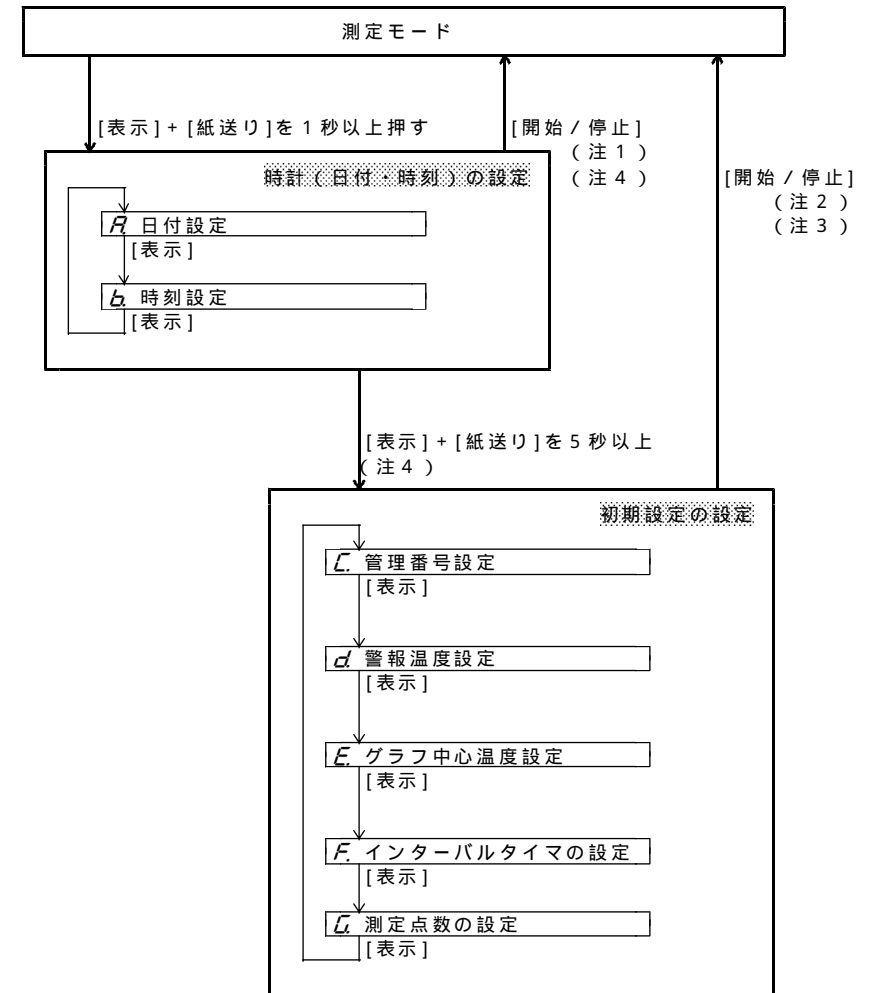 測定モード
[表示]+[紙送り]を1秒以上押す
[開始/停止]
(注1)
(注4)
[開始/停止]
(注2)
(注3)
時計(日付・時刻)の設定
A. 日付設定
[表示]
b. 時刻設定
[表示]
[表示]+[紙送り]を5秒以上
(注4)
初期設定の設定
C. 管理番号設定
[表示]
d. 警報温度設定
[表示]
E. グラフ中心温度設定
[表示]
F. インターバルタイマの設定
[表示]
G. 測定点数の設定
[表示]